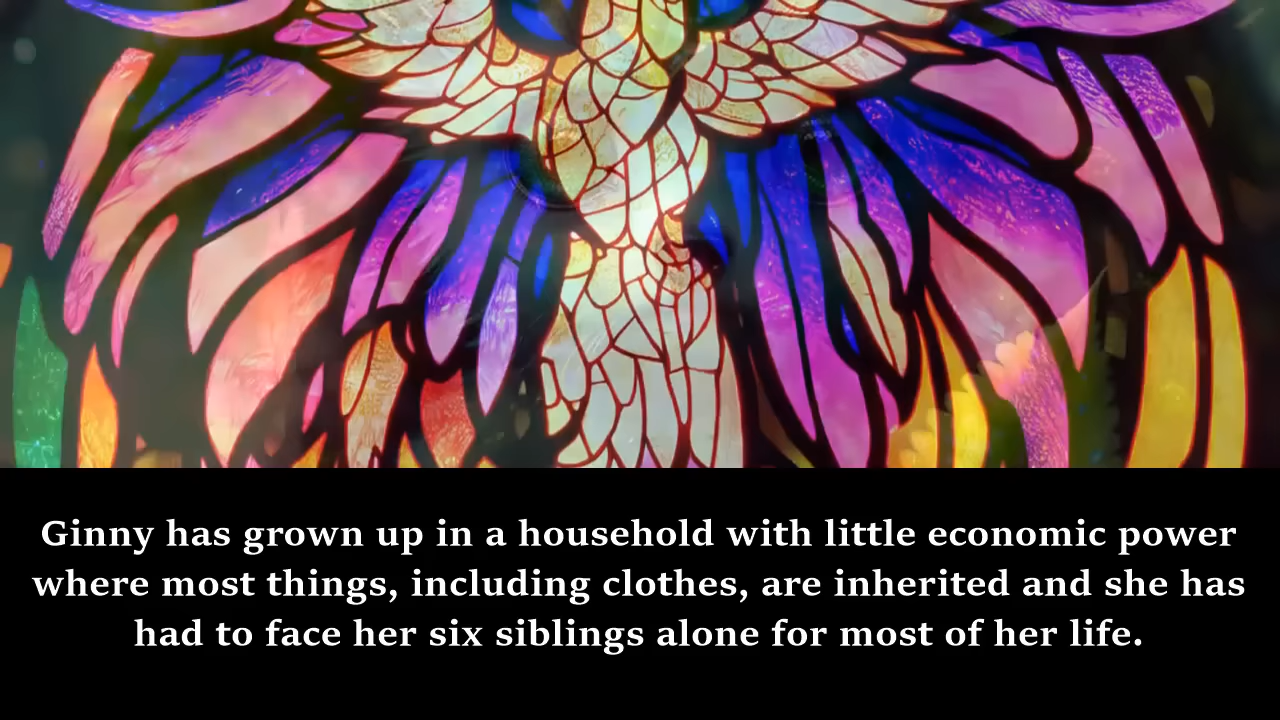 Ginny has grown up in a household with little economic power
where most things, including clothes, are inherited and she has
had to face her six siblings alone for most of her life.